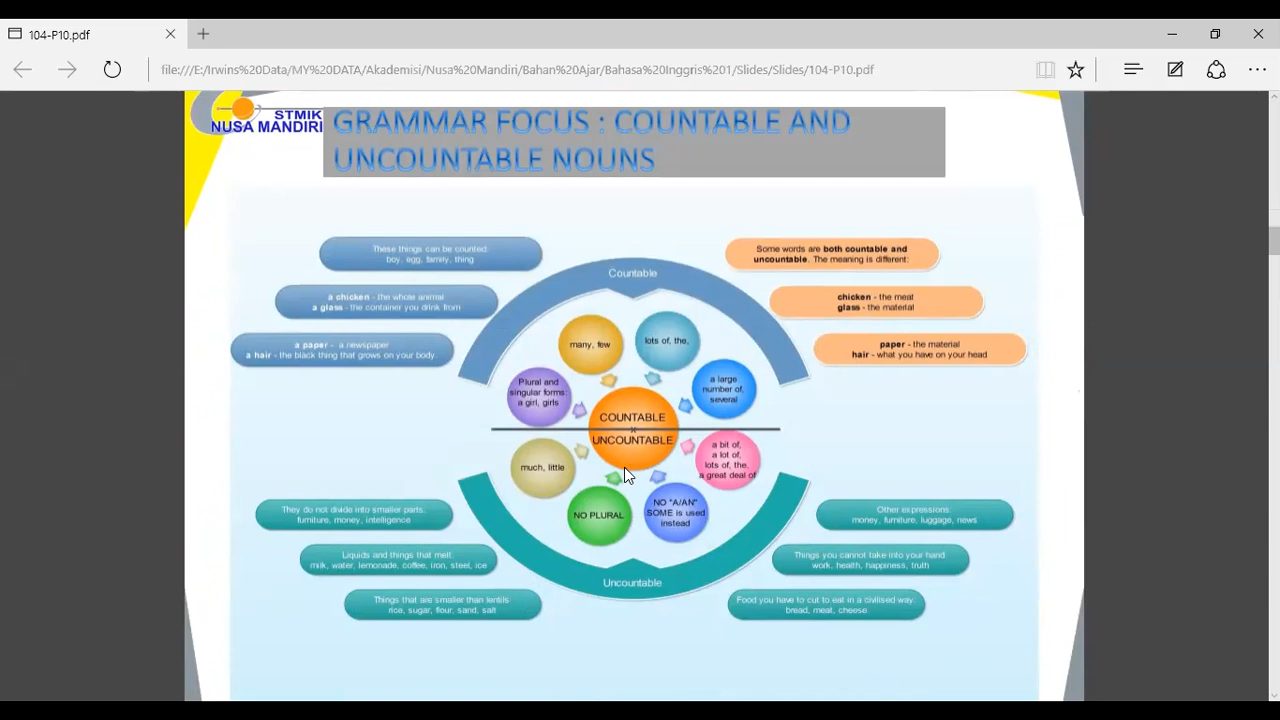 104-P10.pdf
file:///E:/Irwins%20Data/MY%20DATA/Akademisi/Nusa%20Mandiri/Bahan%20Ajar/Bahasa%20Inggris%201/Slides/Slides/104-P10.pdf
STMIK
NUSA MANDIRI
GRAMMAR FOCUS : COUNTABLE AND
UNCOUNTABLE NOUNS
These things can be counted:
boy, egg, family, thing
a chicken - the whole animal
a glass - the container you drink from
a paper - a newspaper
a hair - the black thing that grows on your body.
Some words are both countable and
uncountable. The meaning is different:
chicken - the meat
glass - the material
paper - the material
hair - what you have on your head
Countable
many, few
lots of, the,
Plural and
singular forms:
a girl, girls
a large
number of,
several
COUNTABLE
UNCOUNTABLE
much, little
a bit of,
a lot of,
lots of, the,
a great deal of
NO PLURAL
NO "A/AN"
SOME is used
instead
Uncountable
They do not divide into smaller parts:
furniture, money, intelligence
Liquids and things that melt:
milk, water, lemonade, coffee, iron, steel, ice
Things that are smaller than lentils
rice, sugar, flour, sand, salt
Other expressions:
money, furniture, luggage, news
Things you cannot take into your hand
work, health, happiness, truth
Food you have to cut to eat in a civilised way:
bread, meat, cheese